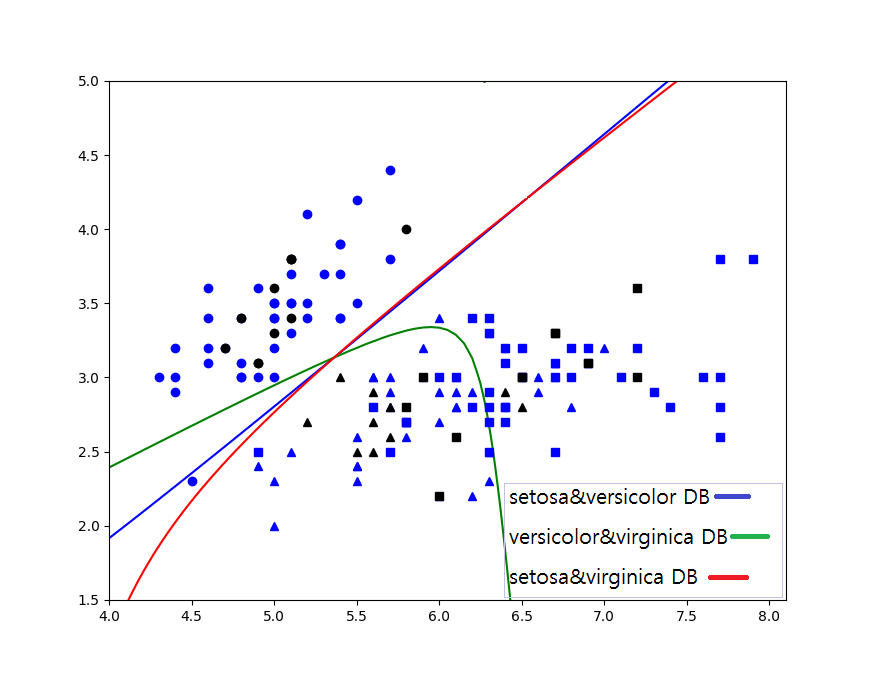 5.0
4.5
4.0
3.5
3.0
2.5
2.0
1.5
setosa&versicolor DB
versicolor&virginica DB
setosa&virginica DB
4.0 4.5 5.0 5.5 6.0 6.5 7.0 7.5 8.0